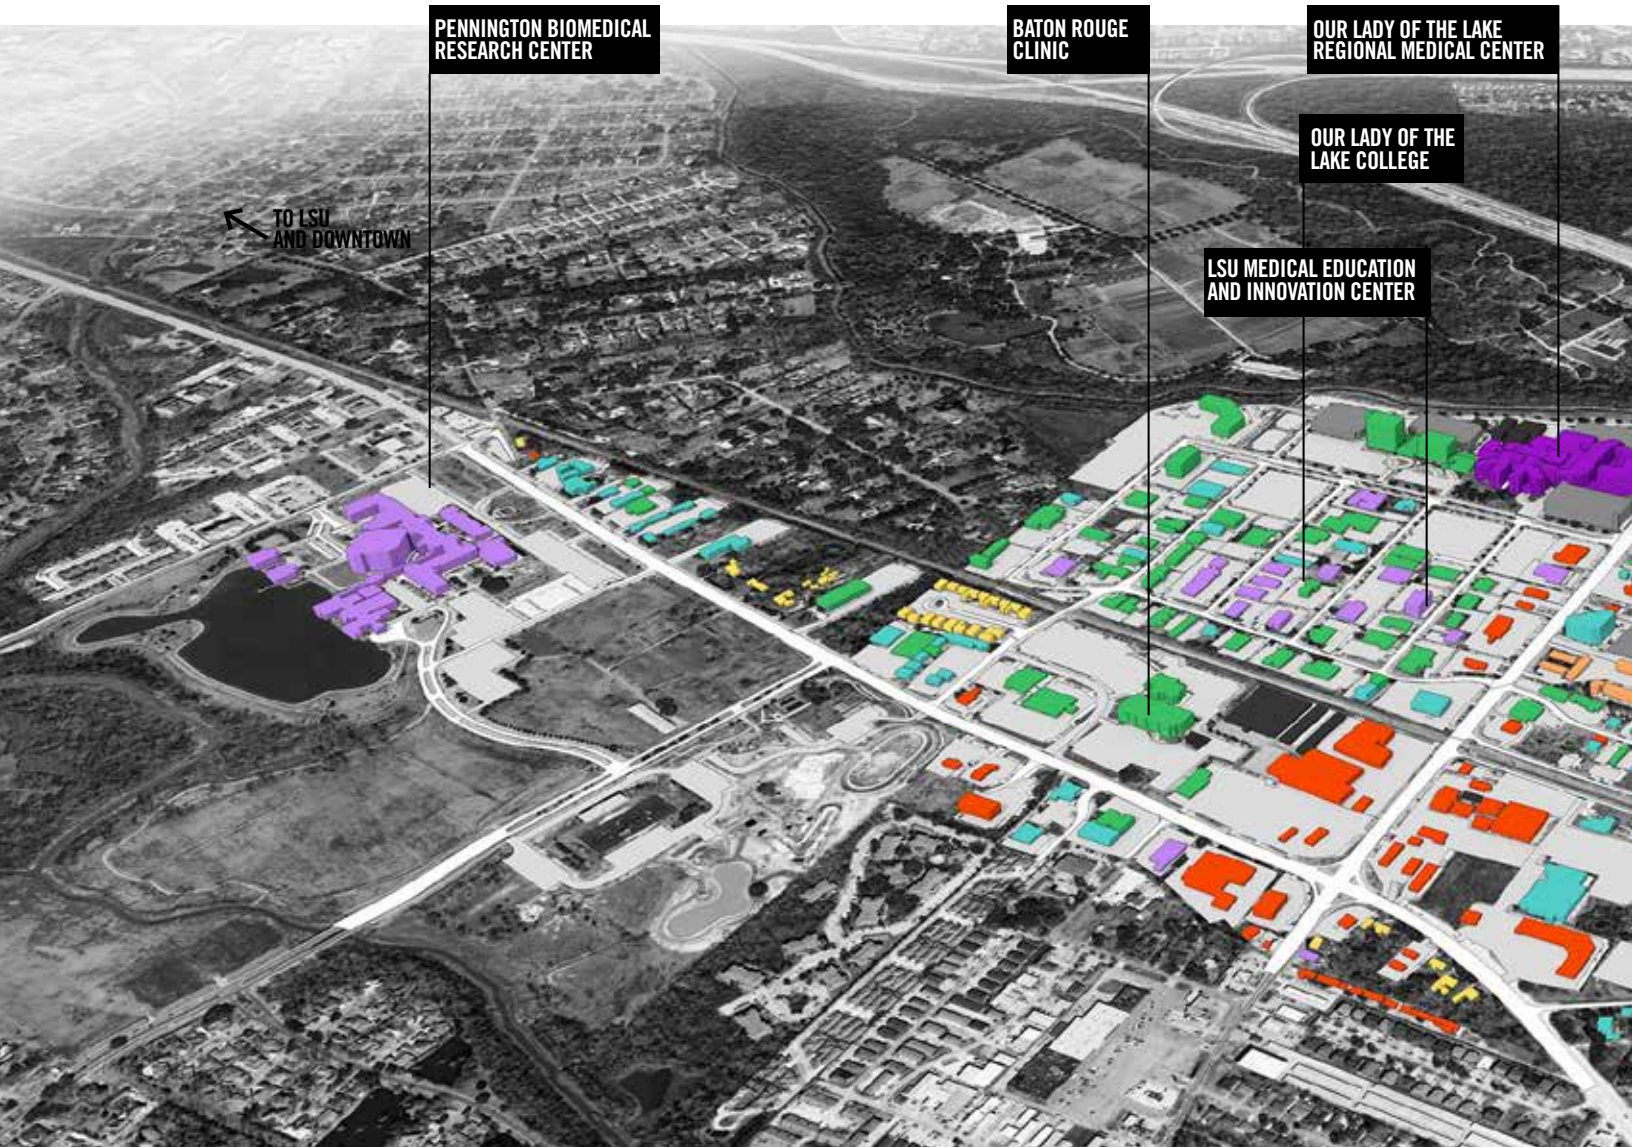 PENNINGTON BIOMEDICAL
RESEARCH CENTER
BATON ROUGE
CLINIC
OUR LADY OF THE LAKE
REGIONAL MEDICAL CENTER
OUR LADY OF THE
LAKE COLLEGE
TO LSU
AND DOWNTOWN
LSU MEDICAL EDUCATION
AND INNOVATION CENTER